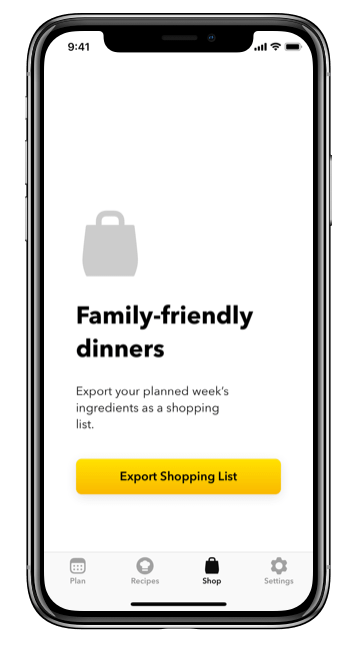 9:41
Family-friendly
dinners
Export your planned week's
ingredients as a shopping
list.
Export Shopping List
Plan
Recipes
Shop
Settings